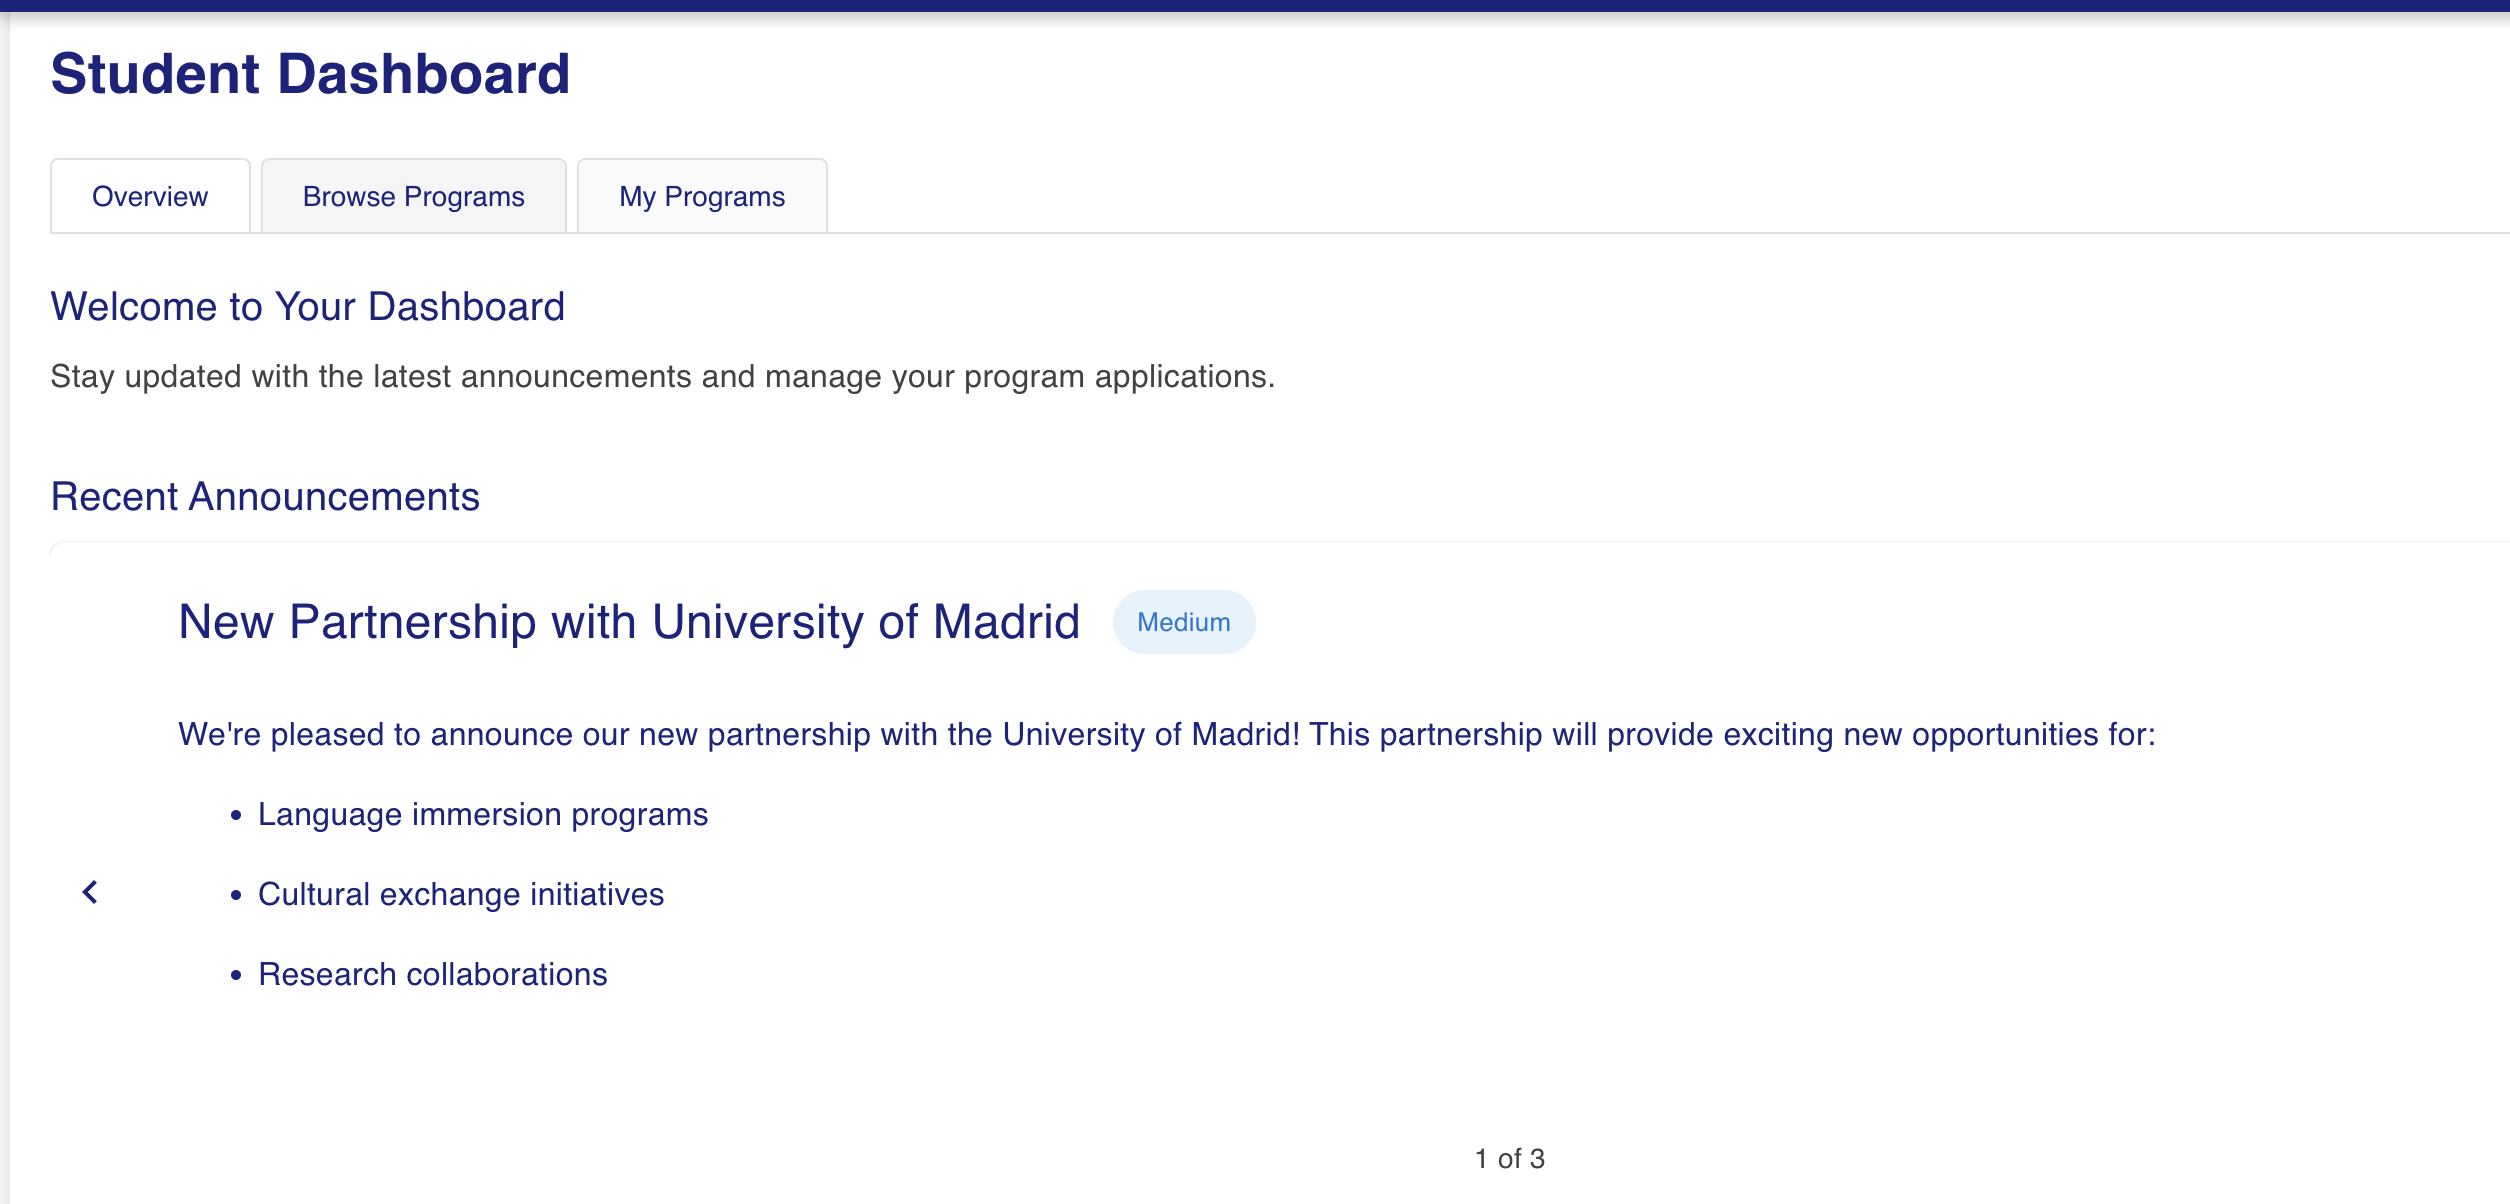 Student Dashboard
Overview
Browse Programs
My Programs
Welcome to Your Dashboard
Stay updated with the latest announcements and manage your program applications.
Recent Announcements
New Partnership with University of Madrid
Medium
We're pleased to announce our new partnership with the University of Madrid! This partnership will provide exciting new opportunities for:
• Language immersion programs
• Cultural exchange initiatives
• Research collaborations
1 of 3